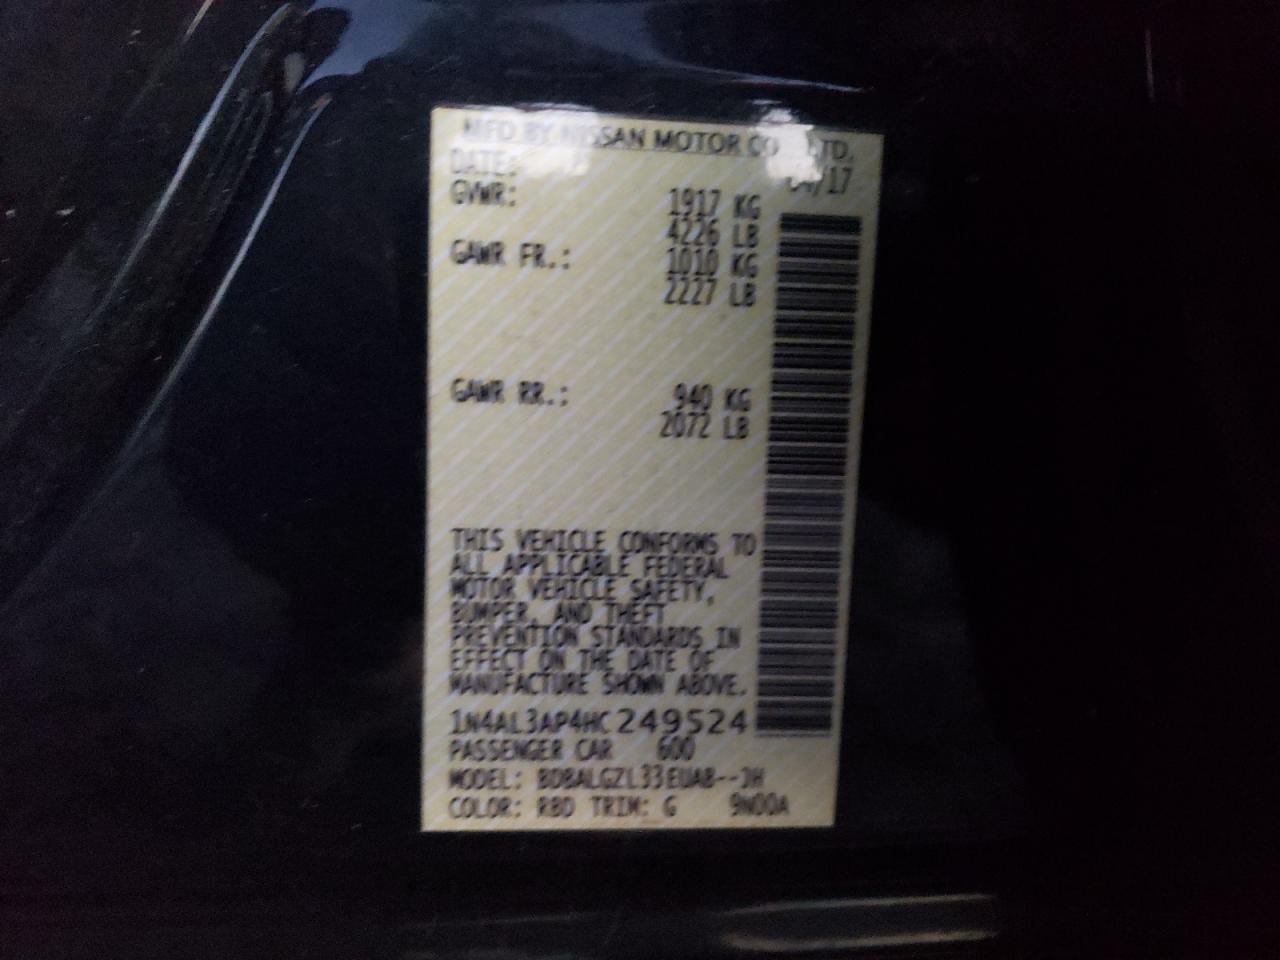 MFD BY NISSAN MOTOR CO., LTD.
DATE: 04/17
GVWR: 1917 KG
4226 LB
GAWR FR.: 1010 KG
2227 LB
GAWR RR.: 940 KG
2072 LB
THIS VEHICLE CONFORMS TO
ALL APPLICABLE FEDERAL
MOTOR VEHICLE SAFETY,
BUMPER, AND THEFT
PREVENTION STANDARDS IN
EFFECT ON THE DATE OF
MANUFACTURE SHOWN ABOVE.
1N4AL3AP4HC249524
PASSENGER CAR 600
MODEL: BDBALGZL33EUAB--JH
COLOR: RBD TRIM: G 9N00A